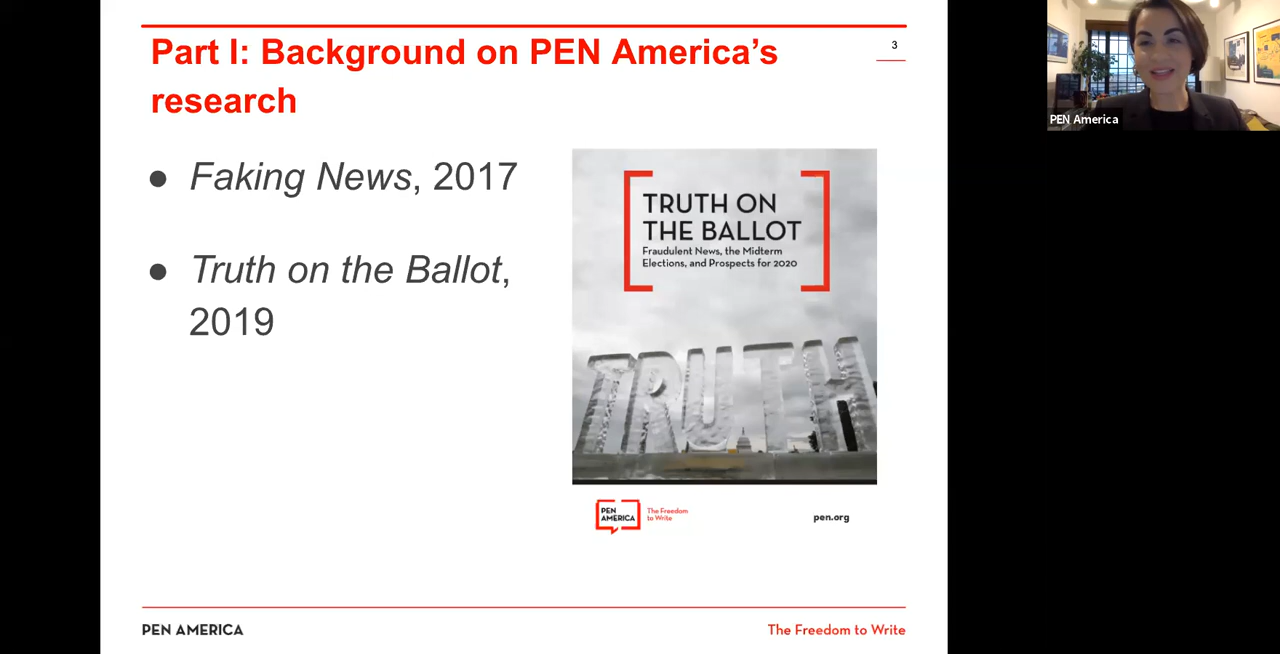 Part I: Background on PEN America’s
research
3
● Faking News, 2017
● Truth on the Ballot,
2019
TRUTH ON
THE BALLOT
Fraudulent News, the Midterm
Elections, and Prospects for 2020
TRUTH
PEN
AMERICA
The Freedom
to Write
pen.org
PEN AMERICA
The Freedom to Write
PEN America